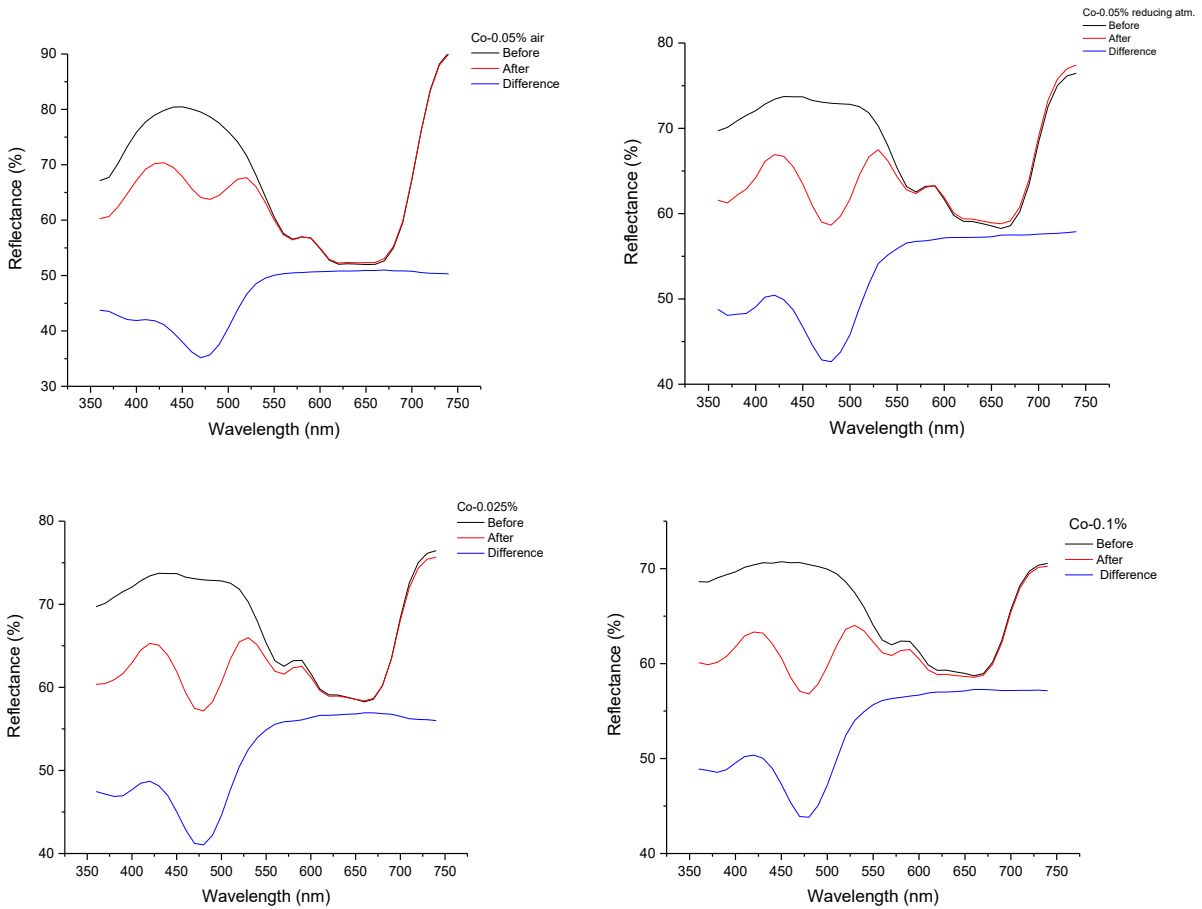 Co-0.05% air
Before
After
Difference
90
80
70
60
50
40
30
Reflectance (%)
350 400 450 500 550 600 650 700 750
Wavelength (nm)
Co-0.05% reducing atm.
Before
After
Difference
80
70
60
50
40
Reflectance (%)
350 400 450 500 550 600 650 700 750
Wavelength (nm)
Co-0.025%
Before
After
Difference
80
70
60
50
40
Reflectance (%)
350 400 450 500 550 600 650 700 750
Wavelength (nm)
Co-0.1%
Before
After
Difference
70
60
50
40
Reflectance (%)
350 400 450 500 550 600 650 700 750
Wavelength (nm)